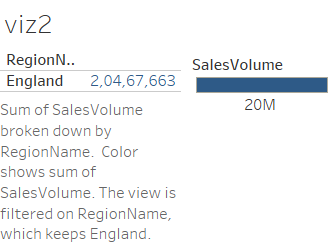 viz2
RegionN..
England 2,04,67,663
SalesVolume
20M
Sum of SalesVolume
broken down by
RegionName. Color
shows sum of
SalesVolume. The view is
filtered on RegionName,
which keeps England.